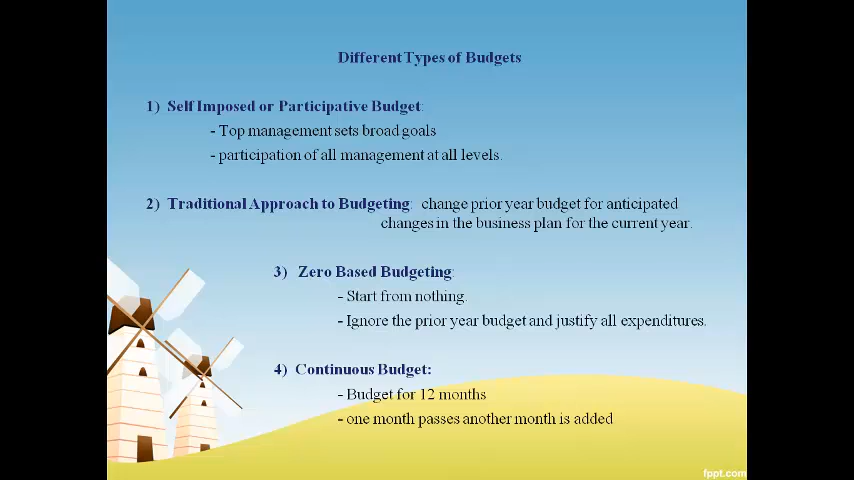 Different Types of Budgets
1) Self Imposed or Participative Budget:
- Top management sets broad goals
- participation of all management at all levels.
2) Traditional Approach to Budgeting: change prior year budget for anticipated
changes in the business plan for the current year.
3) Zero Based Budgeting:
- Start from nothing.
- Ignore the prior year budget and justify all expenditures.
4) Continuous Budget:
- Budget for 12 months
- one month passes another month is added
fppt.com